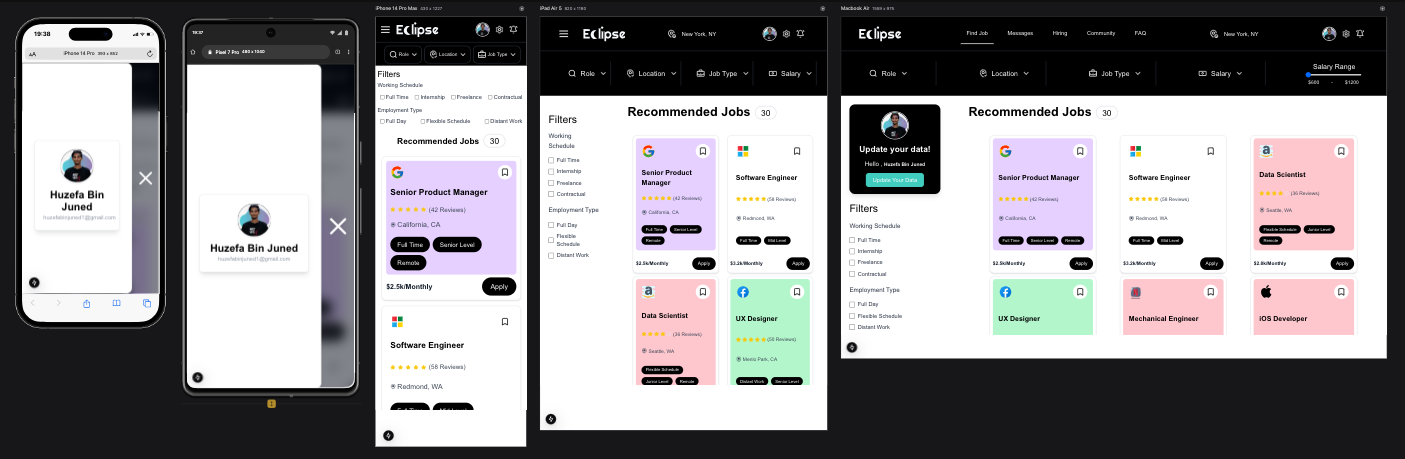 19:38
AA iPhone 14 Pro 393 x 852
Huzefa Bin
Juned
huzefabinjuned1@gmail.com
19:37
Pixel 7 Pro 480 x 1040
Huzefa Bin Juned
huzefabinjuned1@gmail.com
1
iPhone 14 Pro Max
Eclipse
Role
Location
Job Type
Filters
Working Schedule
Full Time
Internship
Freelance
Contractual
Employment Type
Full Day
Flexible Schedule
Distant Work
Recommended Jobs 30
Senior Product Manager
(42 Reviews)
California, CA
Full Time
Senior Level
Remote
$2.5k/Monthly
Apply
Software Engineer
(58 Reviews)
Redmond, WA
iPad Air 5 820 x 1180
Eclipse
New York, NY
Role
Location
Job Type
Salary
Filters
Working
Schedule
Full Time
Internship
Freelance
Contractual
Employment Type
Full Day
Flexible
Schedule
Distant Work
Recommended Jobs 30
Senior Product
Manager
(42 Reviews)
California, CA
Full Time
Senior Level
Remote
$2.5k/Monthly
Apply
Software Engineer
(58 Reviews)
Redmond, WA
Full Time
Mid Level
$3.2k/Monthly
Apply
Data Scientist
(36 Reviews)
Seattle, WA
Flexible Schedule
Junior Level
Remote
UX Designer
(50 Reviews)
Menlo Park, CA
Distant Work
Senior Level
Macbook Air
Eclipse
Find Job
Messages
Hiring
Community
FAQ
New York, NY
Role
Location
Job Type
Salary
Salary Range
$600 - $1200
Update your data!
Hello , Huzefa Bin Juned
Update Your Data
Filters
Working Schedule
Full Time
Internship
Freelance
Contractual
Employment Type
Full Day
Flexible Schedule
Distant Work
Recommended Jobs 30
Senior Product Manager
(42 Reviews)
California, CA
Full Time
Senior Level
Remote
$2.5k/Monthly
Apply
Software Engineer
(58 Reviews)
Redmond, WA
Full Time
Mid Level
$3.2k/Monthly
Apply
Data Scientist
(36 Reviews)
Seattle, WA
Flexible Schedule
Junior Level
Remote
$2.8k/Monthly
Apply
UX Designer
Mechanical Engineer
iOS Developer